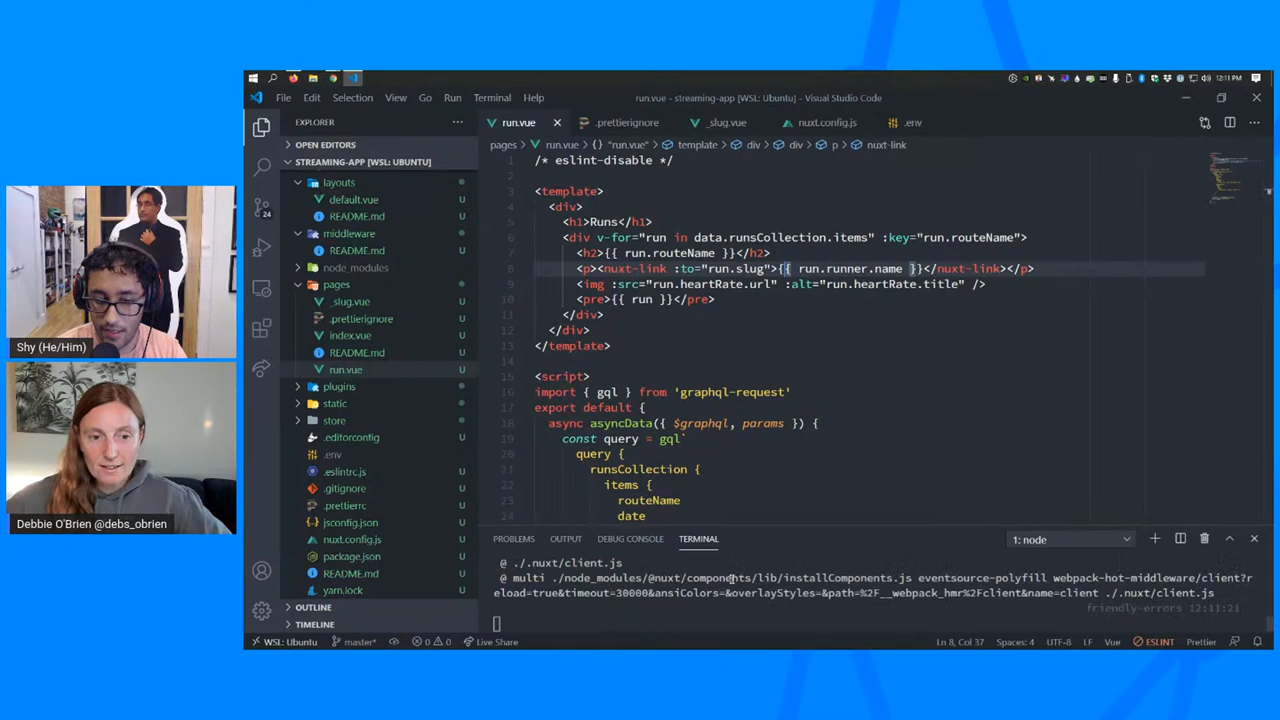 12:11 PM
File Edit Selection View Go Run Terminal Help
run.vue - streaming-app [WSL: Ubuntu] - Visual Studio Code
EXPLORER
OPEN EDITORS
STREAMING-APP [WSL: UBUNTU]
layouts
default.vue U
README.md U
middleware
README.md U
node_modules
pages
_slug.vue U
.prettierignore U
index.vue U
README.md U
run.vue U
plugins
static
store
.editorconfig U
.env
.eslintrc.js U
.gitignore U
.prettierrc U
jsconfig.json U
nuxt.config.js U
package.json U
yarn.lock U
OUTLINE
TIMELINE
24
run.vue .prettierignore _slug.vue nuxt.config.js .env
pages run.vue {} "run.vue" template div div p nuxt-link
1 /* eslint-disable */
2
3 <template>
4 <div>
5 <h1>Runs</h1>
6 <div v-for="run in data.runsCollection.items" :key="run.routeName">
7 <h2>{{ run.routeName }}</h2>
8 <p><nuxt-link :to="run.slug">{{ run.runner.name }}</nuxt-link></p>
9 <img :src="run.heartRate.url" :alt="run.heartRate.title" />
10 <pre>{{ run }}</pre>
11 </div>
12 </div>
13 </template>
14
15 <script>
16 import { gql } from 'graphql-request'
17 export default {
18 async asyncData({ $graphql, params }) {
19 const query = gql`
20 query {
21 runsCollection {
22 items {
23 routeName
24 date
PROBLEMS OUTPUT DEBUG CONSOLE TERMINAL
1: node
@ ./.nuxt/client.js
@ multi ./node_modules/@nuxt/components/lib/installComponents.js eventsource-polyfill webpack-hot-middleware/client?r
eload=true&timeout=30000&ansiColors=&overlayStyles=&path=%2F__webpack_hmr%2Fclient&name=client ./.nuxt/client.js
friendly-errors 12:11:21
WSL: Ubuntu master* 0 0 Live Share
Ln 8, Col 37 Spaces: 4 UTF-8 LF Vue ESLINT Prettier
Shy (He/Him)
Debbie O'Brien @debs_obrien